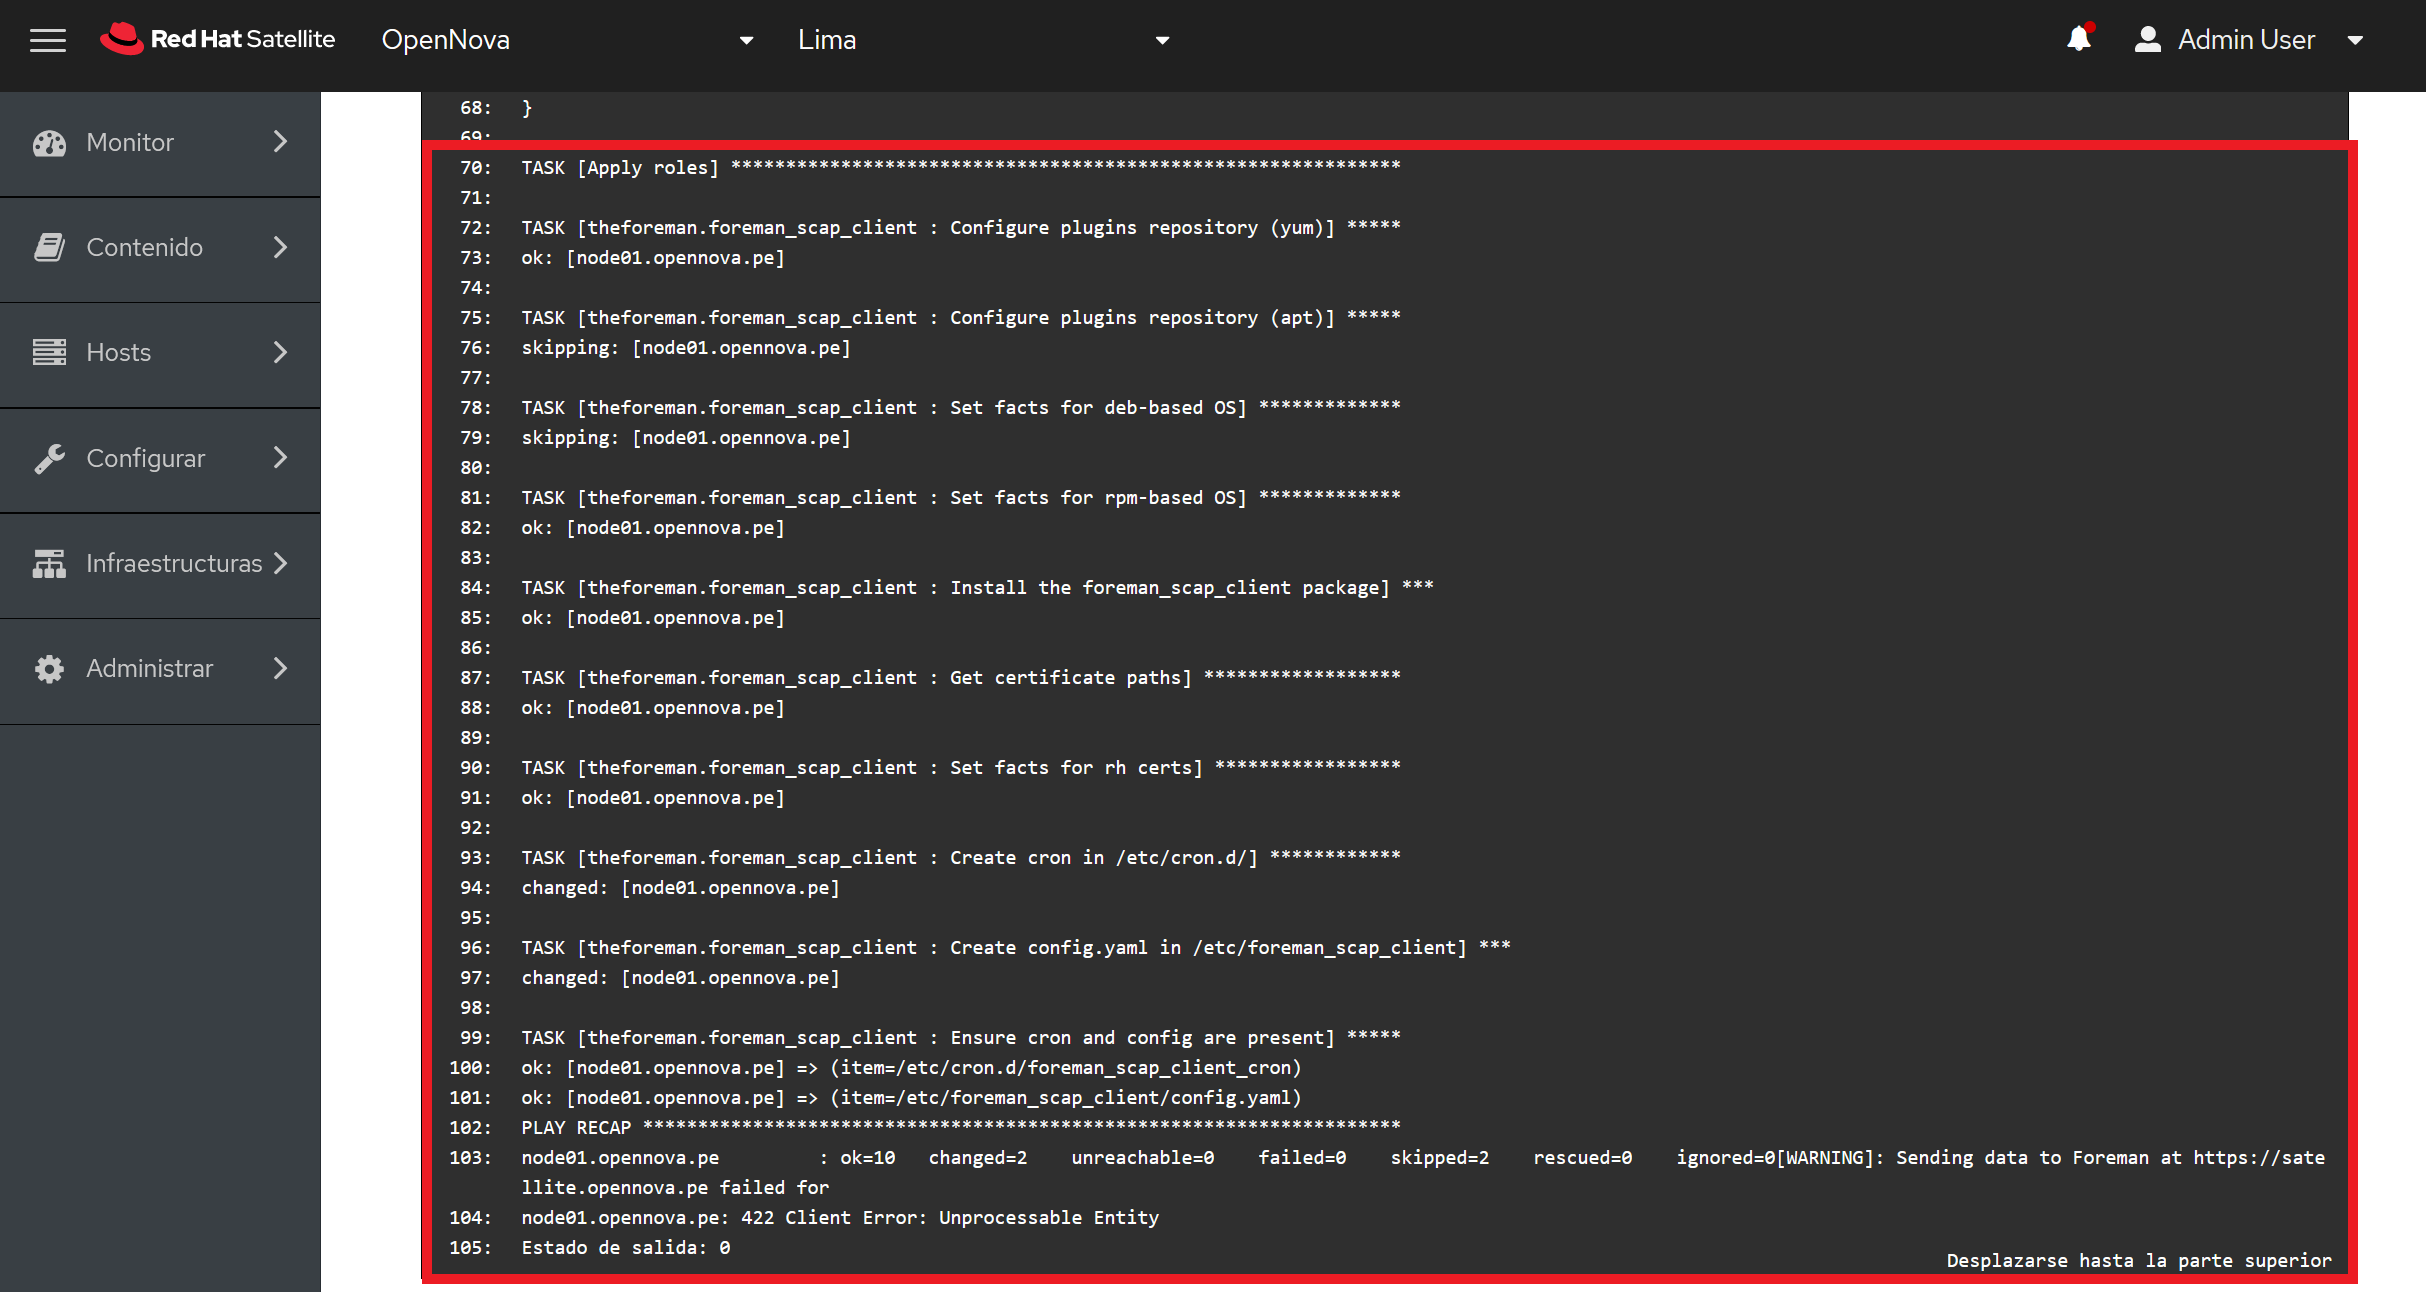 Red Hat Satellite OpenNova Lima Admin User
Monitor
Contenido
Hosts
Configurar
Infraestructuras
Administrar
68: }
69:
70: TASK [Apply roles] *************************************************************
71:
72: TASK [theforeman.foreman_scap_client : Configure plugins repository (yum)] *****
73: ok: [node01.opennova.pe]
74:
75: TASK [theforeman.foreman_scap_client : Configure plugins repository (apt)] *****
76: skipping: [node01.opennova.pe]
77:
78: TASK [theforeman.foreman_scap_client : Set facts for deb-based OS] *************
79: skipping: [node01.opennova.pe]
80:
81: TASK [theforeman.foreman_scap_client : Set facts for rpm-based OS] *************
82: ok: [node01.opennova.pe]
83:
84: TASK [theforeman.foreman_scap_client : Install the foreman_scap_client package] ***
85: ok: [node01.opennova.pe]
86:
87: TASK [theforeman.foreman_scap_client : Get certificate paths] ******************
88: ok: [node01.opennova.pe]
89:
90: TASK [theforeman.foreman_scap_client : Set facts for rh certs] *****************
91: ok: [node01.opennova.pe]
92:
93: TASK [theforeman.foreman_scap_client : Create cron in /etc/cron.d/] ************
94: changed: [node01.opennova.pe]
95:
96: TASK [theforeman.foreman_scap_client : Create config.yaml in /etc/foreman_scap_client] ***
97: changed: [node01.opennova.pe]
98:
99: TASK [theforeman.foreman_scap_client : Ensure cron and config are present] *****
100: ok: [node01.opennova.pe] => (item=/etc/cron.d/foreman_scap_client_cron)
101: ok: [node01.opennova.pe] => (item=/etc/foreman_scap_client/config.yaml)
102: PLAY RECAP *********************************************************************
103: node01.opennova.pe : ok=10 changed=2 unreachable=0 failed=0 skipped=2 rescued=0 ignored=0[WARNING]: Sending data to Foreman at https://sate
llite.opennova.pe failed for
104: node01.opennova.pe: 422 Client Error: Unprocessable Entity
105: Estado de salida: 0
Desplazarse hasta la parte superior